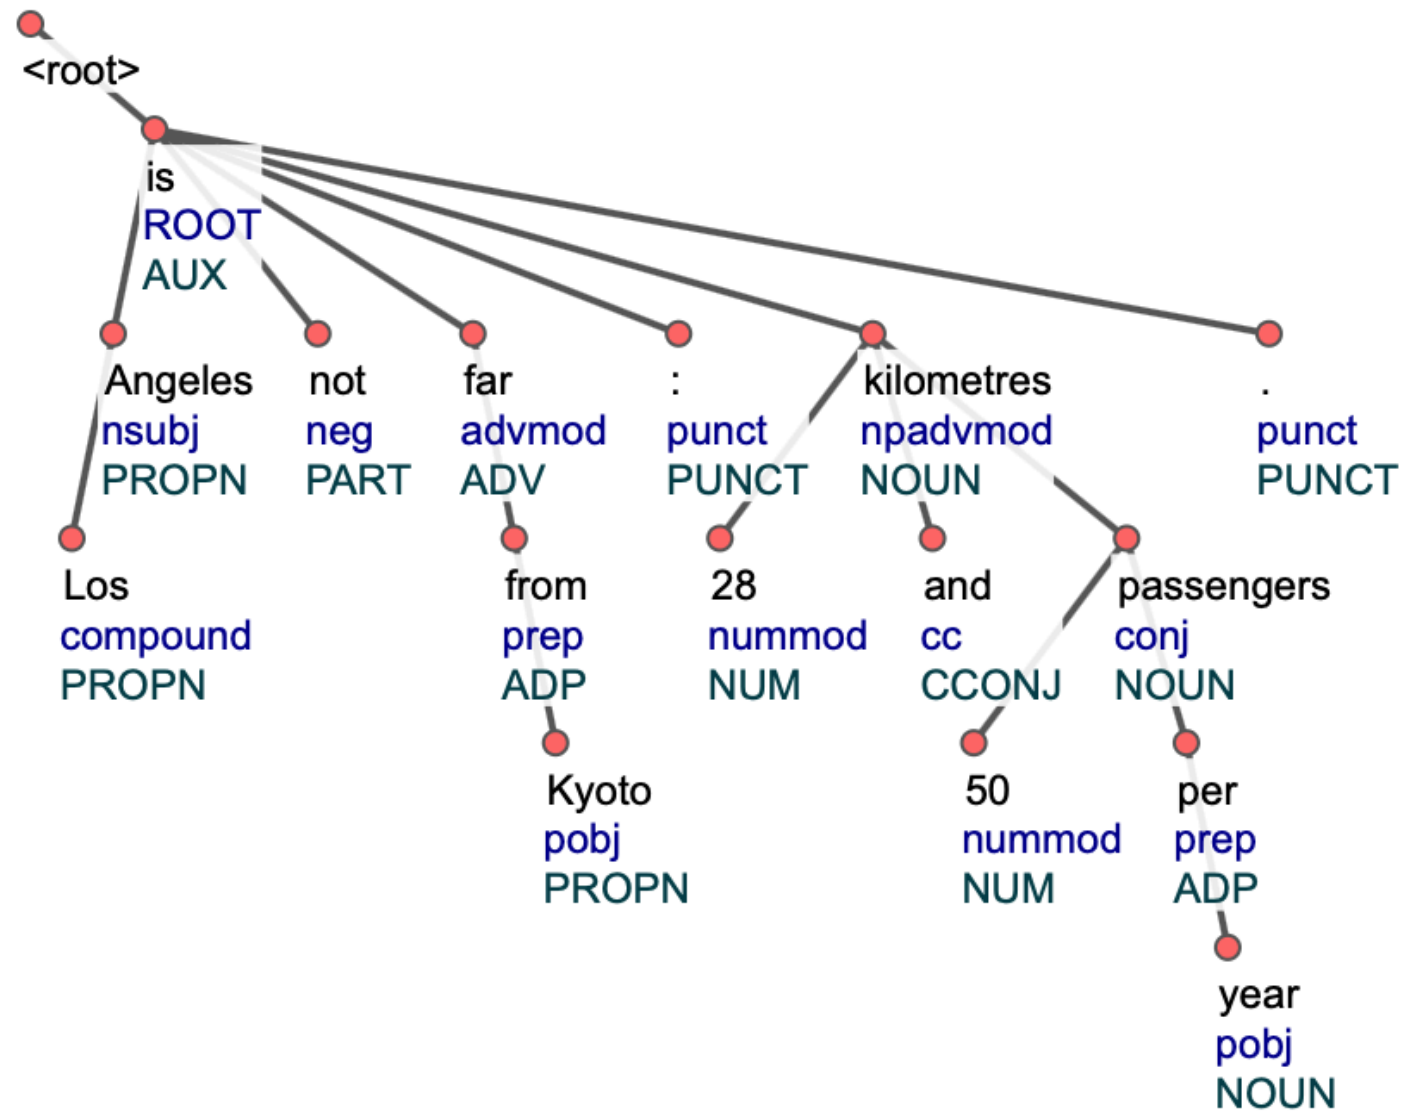 <root>
is
ROOT
AUX
Angeles not far : kilometres .
nsubj neg advmod punct npadvmod punct
PROPN PART ADV PUNCT NOUN PUNCT
Los from 28 and passengers
compound prep nummod cc conj
PROPN ADP NUM CCONJ NOUN
Kyoto 50 per
pobj nummod prep
PROPN NUM ADP
year
pobj
NOUN